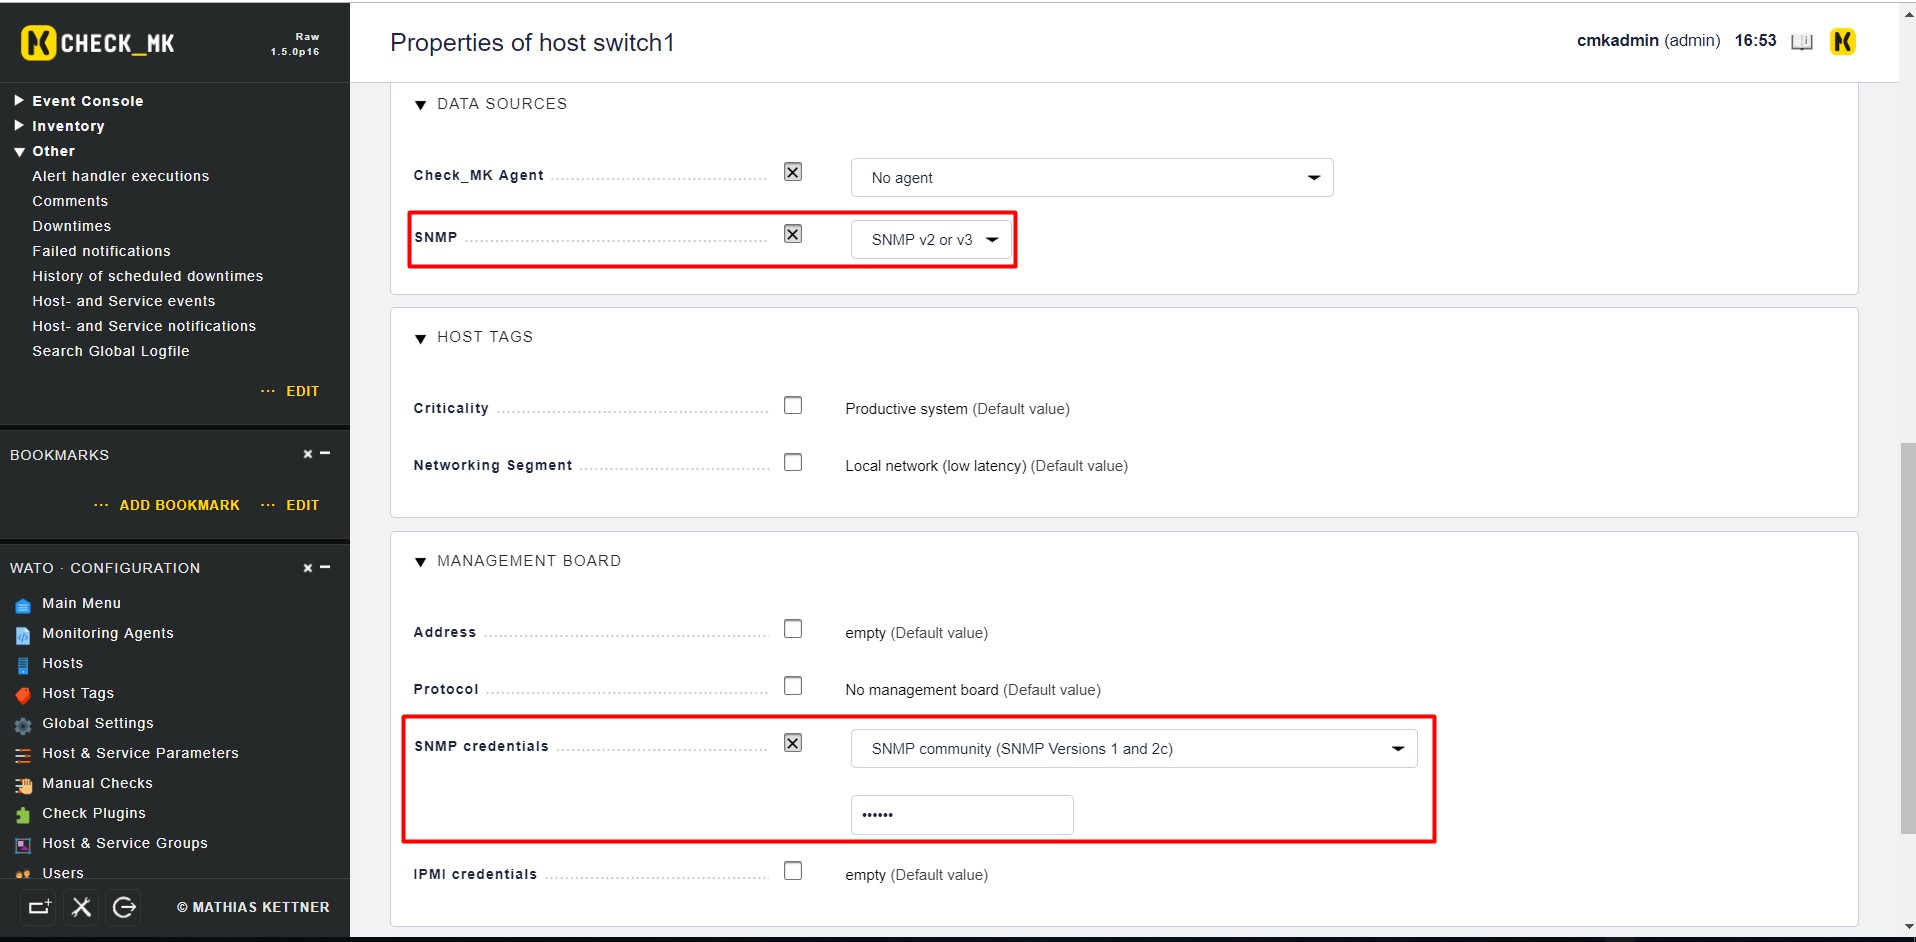 CHECK_MK
Raw
1.5.0p16
Properties of host switch1
cmkadmin (admin) 16:53
Event Console
Inventory
Other
Alert handler executions
Comments
Downtimes
Failed notifications
History of scheduled downtimes
Host- and Service events
Host- and Service notifications
Search Global Logfile
EDIT
BOOKMARKS
ADD BOOKMARK EDIT
WATO · CONFIGURATION
Main Menu
Monitoring Agents
Hosts
Host Tags
Global Settings
Host & Service Parameters
Manual Checks
Check Plugins
Host & Service Groups
Users
© MATHIAS KETTNER
DATA SOURCES
Check_MK Agent No agent
SNMP SNMP v2 or v3
HOST TAGS
Criticality Productive system (Default value)
Networking Segment Local network (low latency) (Default value)
MANAGEMENT BOARD
Address empty (Default value)
Protocol No management board (Default value)
SNMP credentials SNMP community (SNMP Versions 1 and 2c)
••••••
IPMI credentials empty (Default value)